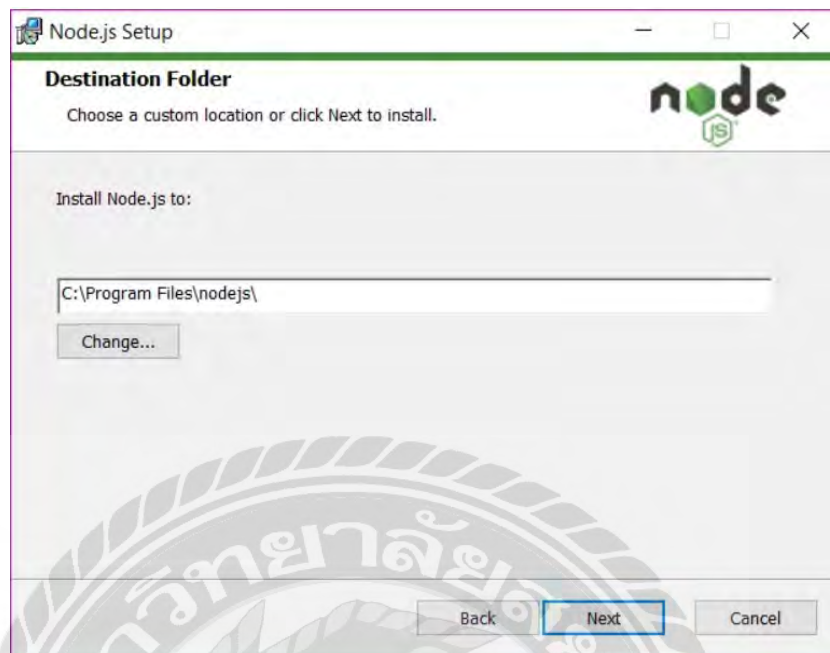 Node.js Setup
Destination Folder
Choose a custom location or click Next to install.
node
JS
Install Node.js to:
C:\Program Files\nodejs\
Change...
Back
Next
Cancel